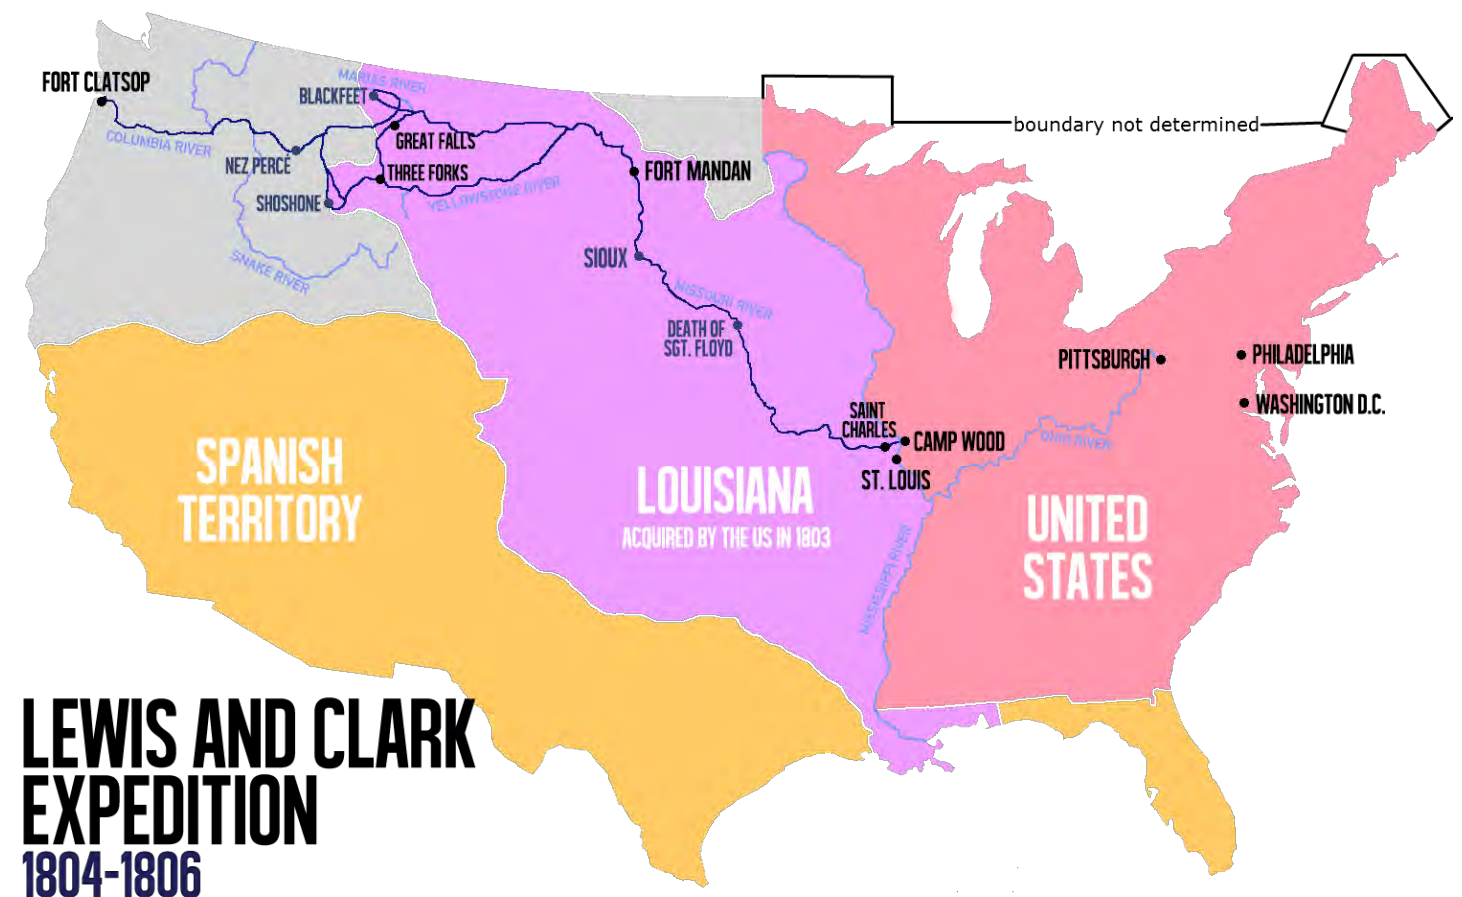 FORT CLATSOP
MARIAS RIVER
BLACKFEET
boundary not determined
COLUMBIA RIVER
GREAT FALLS
NEZ PERCÉ
THREE FORKS
FORT MANDAN
YELLOWSTONE RIVER
SHOSHONE
SNAKE RIVER
SIOUX
MISSOURI RIVER
DEATH OF
SGT. FLOYD
PITTSBURGH
PHILADELPHIA
WASHINGTON D.C.
SAINT
CHARLES
CAMP WOOD
OHIO RIVER
ST. LOUIS
SPANISH
TERRITORY
LOUISIANA
ACQUIRED BY THE US IN 1803
UNITED
STATES
MISSISSIPPI RIVER
LEWIS AND CLARK
EXPEDITION
1804-1806